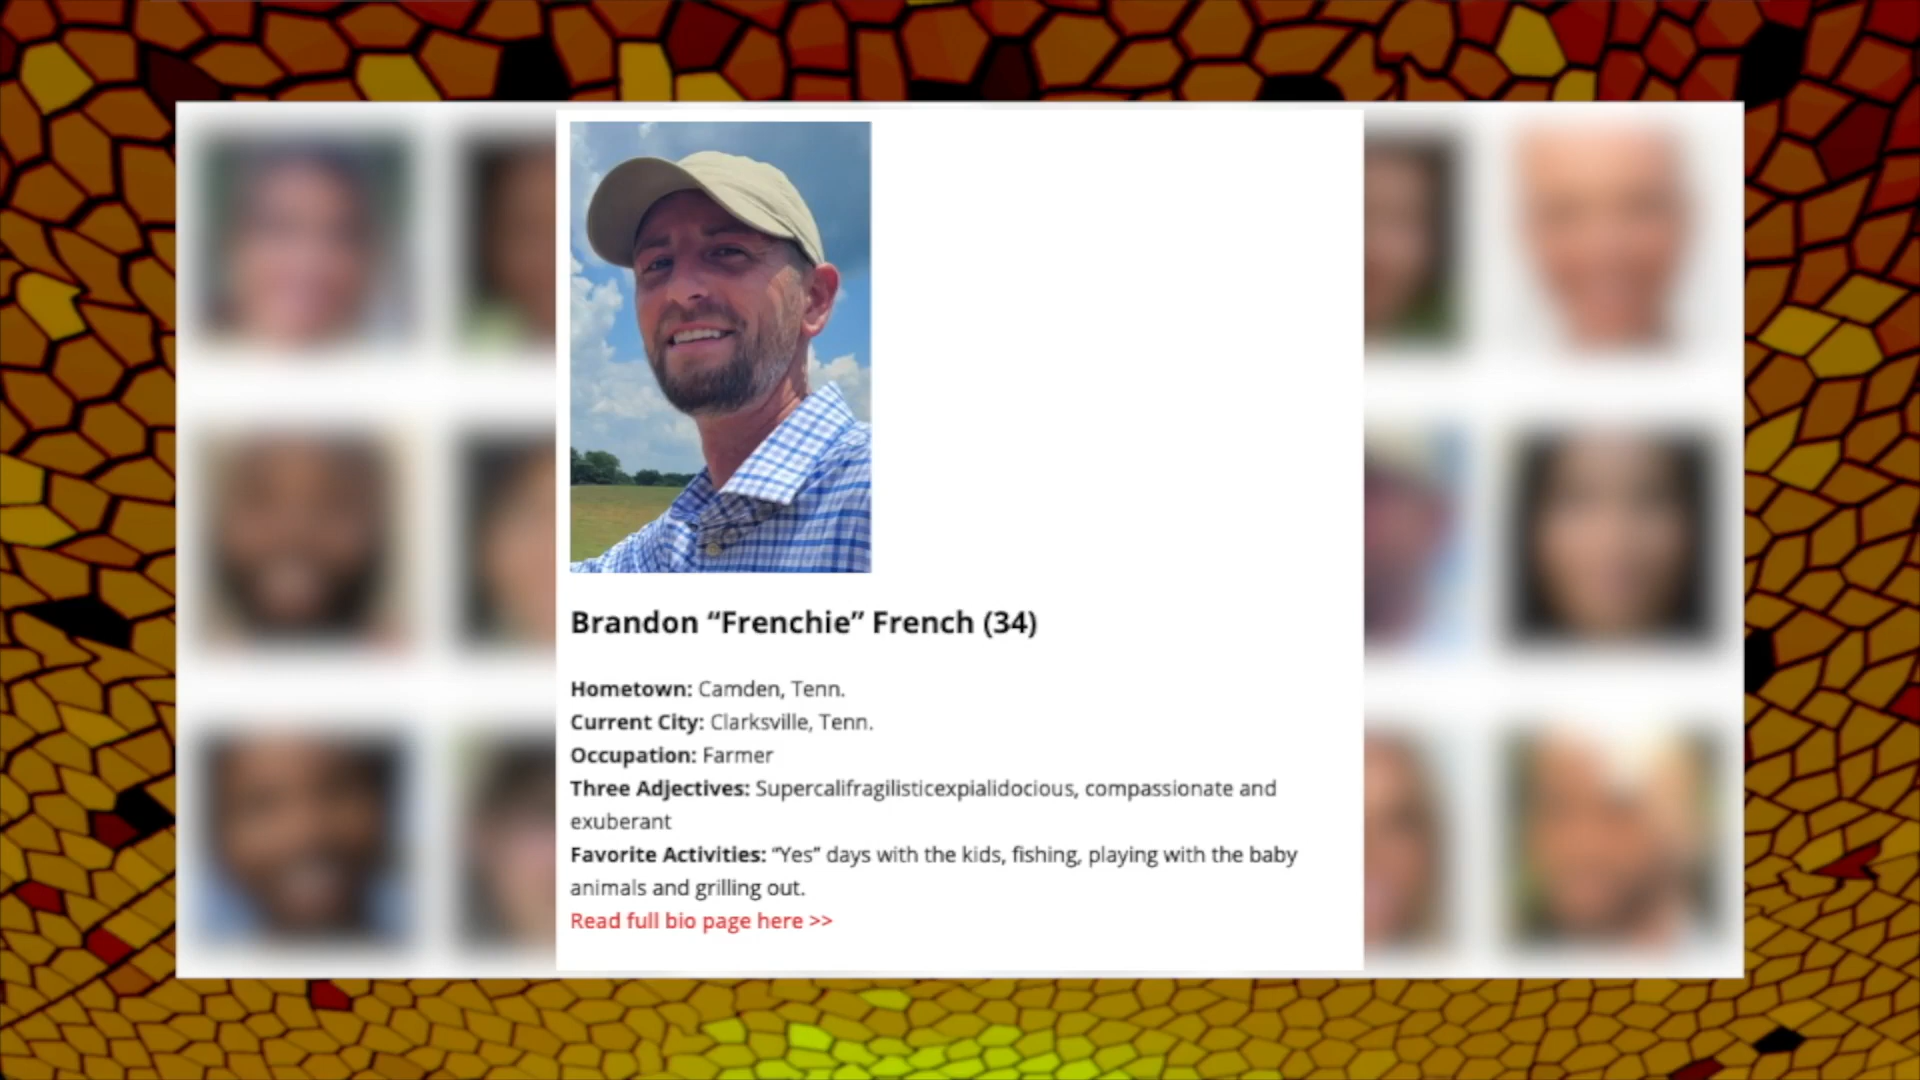 Brandon “Frenchie” French (34)
Hometown: Camden, Tenn.
Current City: Clarksville, Tenn.
Occupation: Farmer
Three Adjectives: Supercalifragilisticexpialidocious, compassionate and
exuberant
Favorite Activities: “Yes” days with the kids, fishing, playing with the baby
animals and grilling out.
Read full bio page here >>